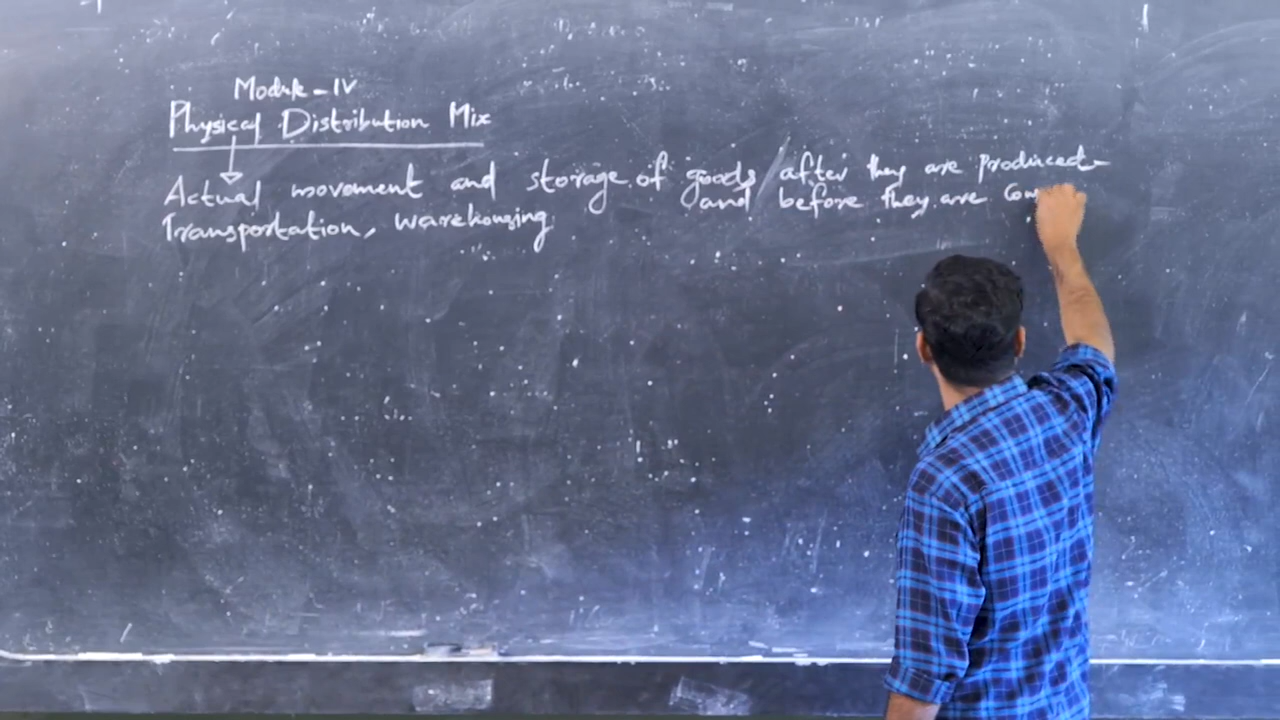 Module - IV
Physical Distribution Mix
Actual movement and storage of goods after they are produced
and before they are
Transportation, warehousing